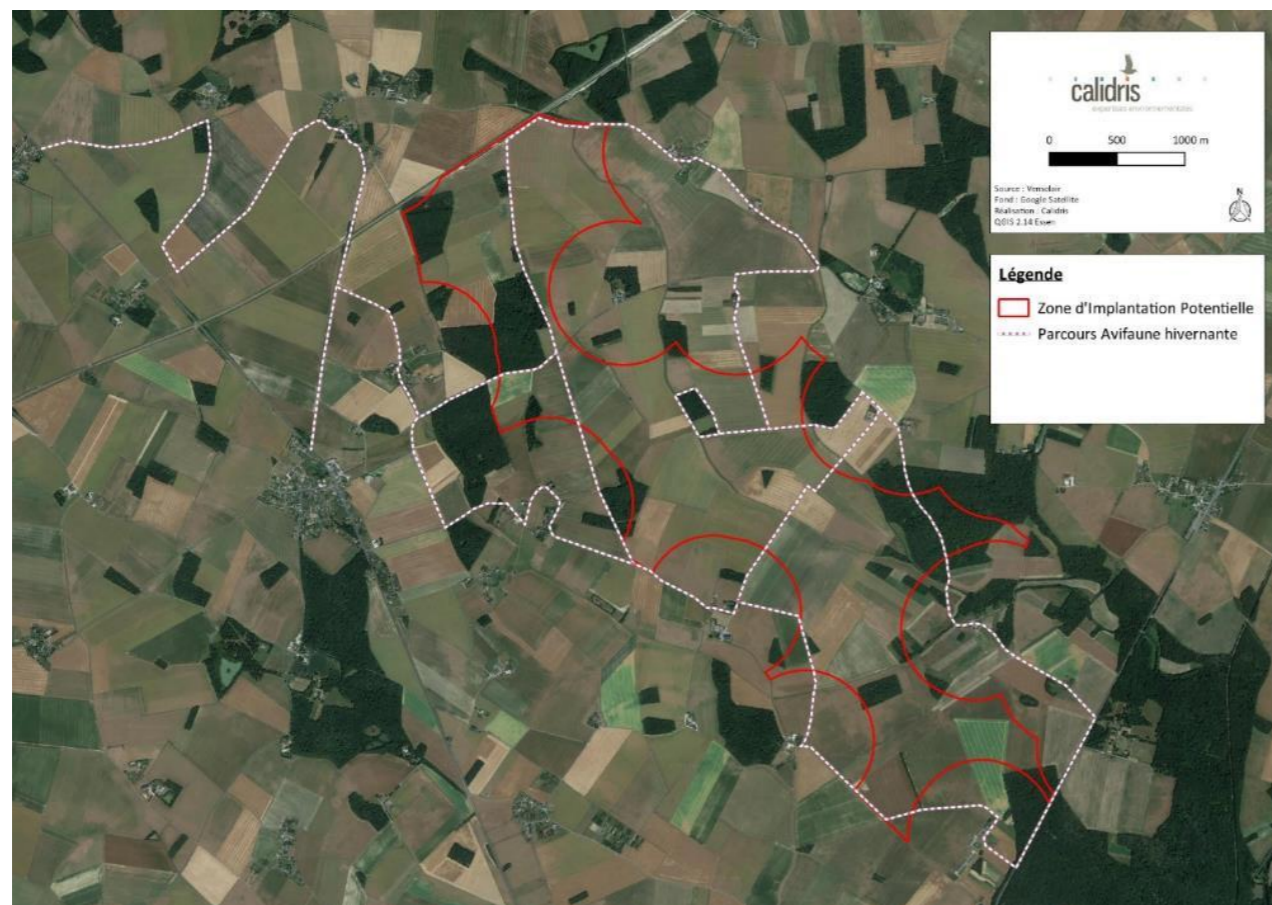 calidris
expertises environnementales
0 500 1000 m
Source : Versolair
Fond : Google Satellite
Réalisation : Calidris
QGIS 2.14 Essen
N
Légende
Zone d'Implantation Potentielle
Parcours Avifaune hivernante